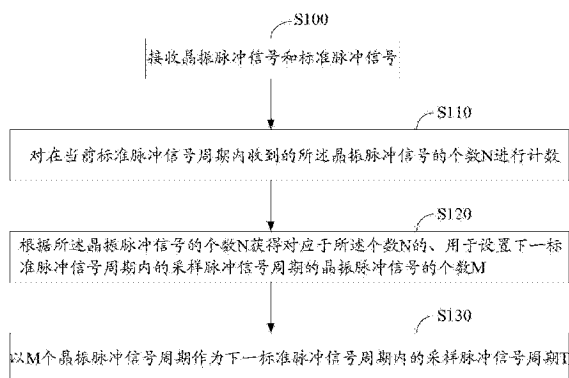 S100
接收晶振脉冲信号和标准脉冲信号
S110
对在当前标准脉冲信号周期内收到的所述晶振脉冲信号的个数N进行计数
S120
根据所述晶振脉冲信号的个数N获得对应于所述个数N的、用于设置下一标
准脉冲信号周期内的采样脉冲信号周期的晶振脉冲信号的个数M
S130
以M个晶振脉冲信号周期作为下一标准脉冲信号周期内的采样脉冲信号周期T